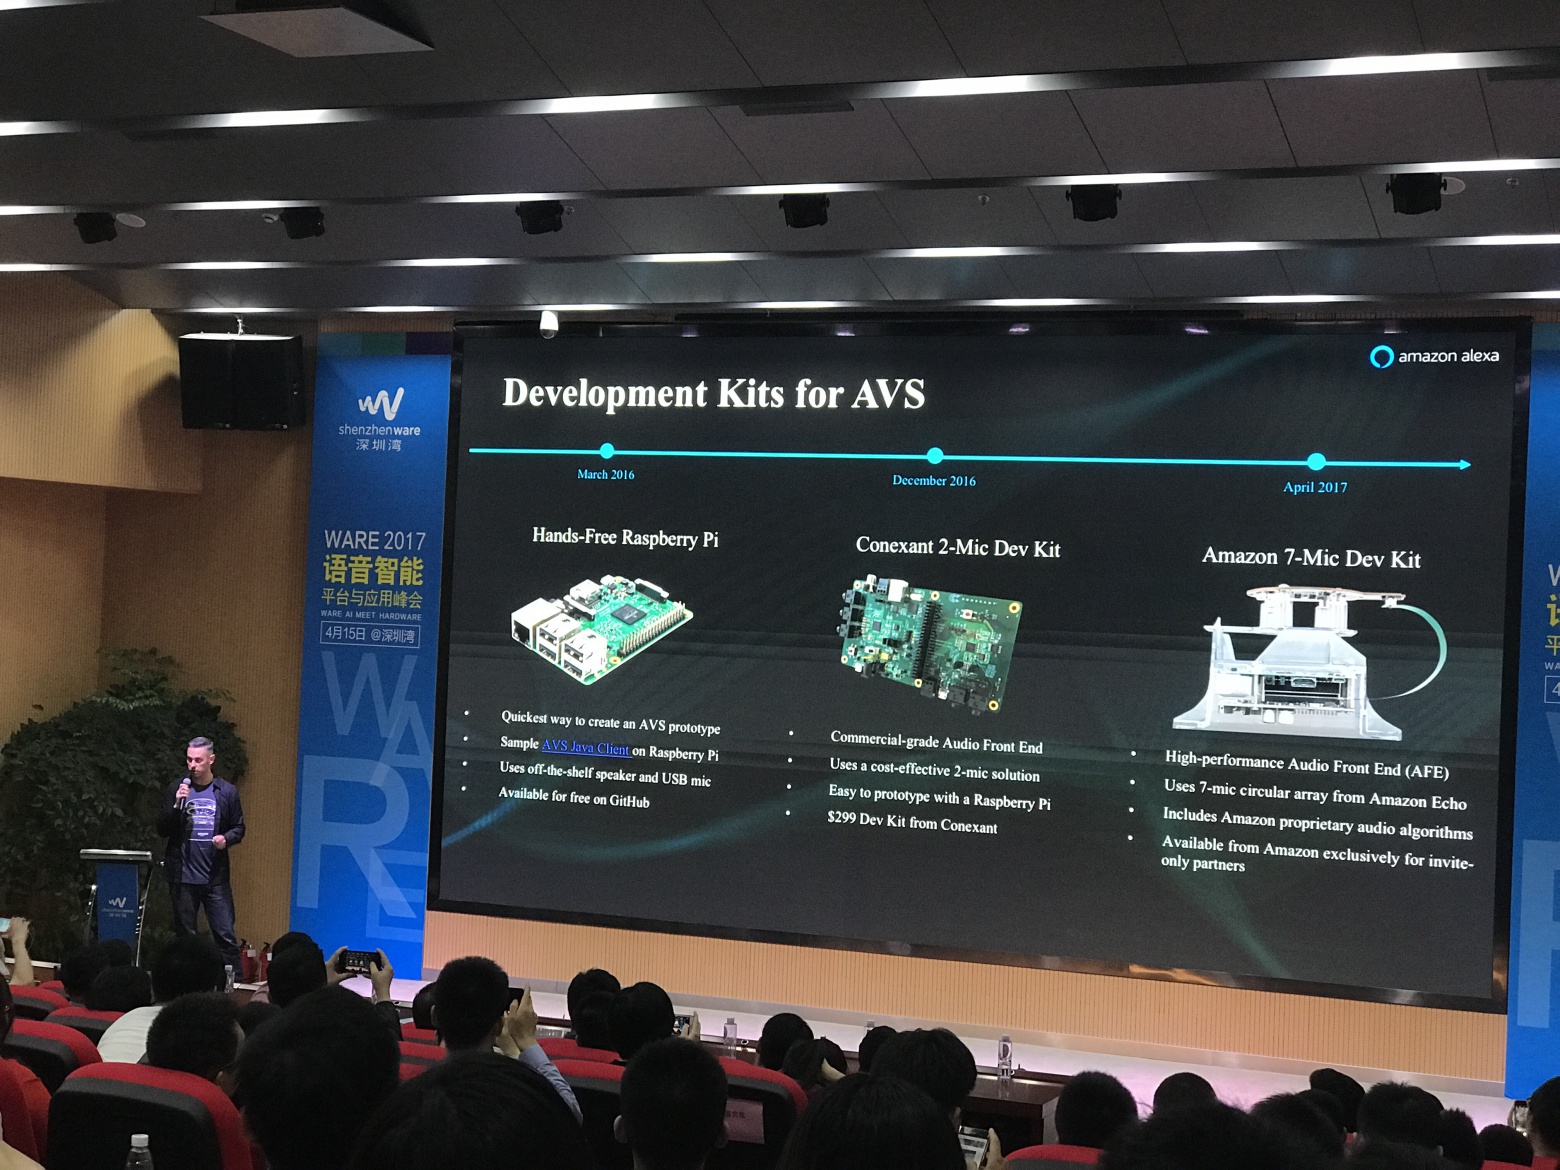 shenzhenware
深圳湾
WARE 2017
语音智能
平台与应用峰会
WARE AI MEET HARDWARE
4月15日 @深圳湾
WARE
amazon alexa
Development Kits for AVS
March 2016
December 2016
April 2017
Hands-Free Raspberry Pi
• Quickest way to create an AVS prototype
• Sample AVS Java Client on Raspberry Pi
• Uses off-the-shelf speaker and USB mic
• Available for free on GitHub
Conexant 2-Mic Dev Kit
• Commercial-grade Audio Front End
• Uses a cost-effective 2-mic solution
• Easy to prototype with a Raspberry Pi
• $299 Dev Kit from Conexant
Amazon 7-Mic Dev Kit
• High-performance Audio Front End (AFE)
• Uses 7-mic circular array from Amazon Echo
• Includes Amazon proprietary audio algorithms
• Available from Amazon exclusively for invite-
only partners
shenzhenware
深圳湾